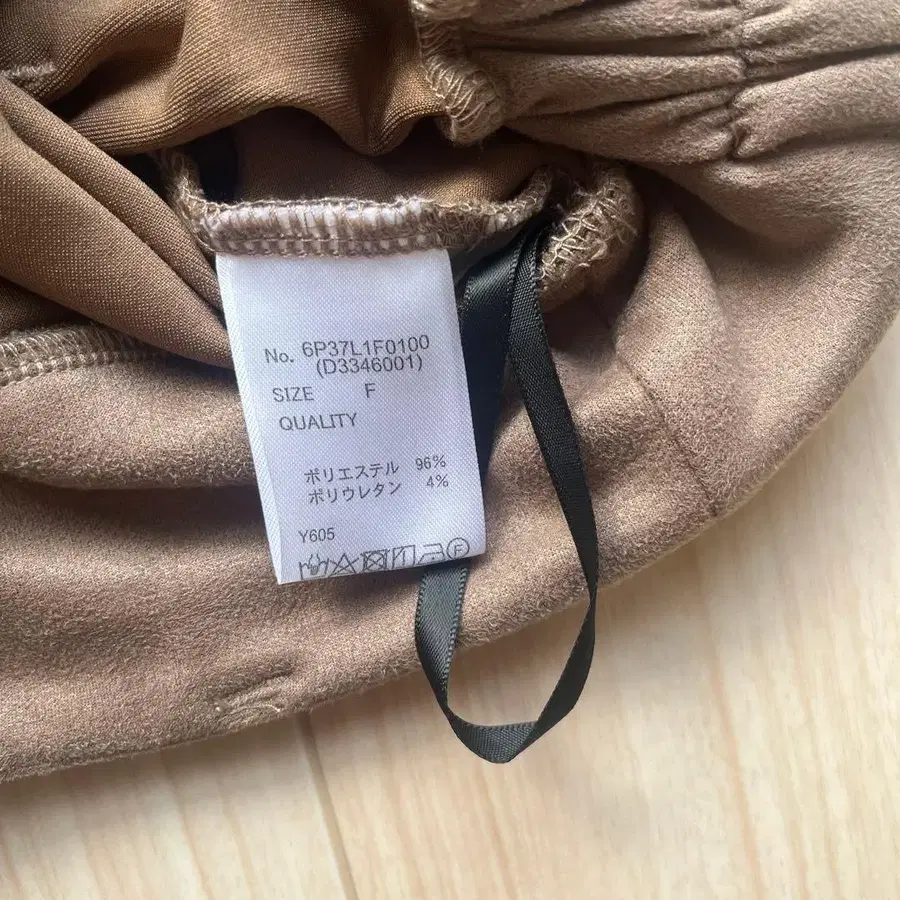 No. 6P37L1F0100
(D3346001)
SIZE F
QUALITY
ポリエステル 96%
ポリウレタン 4%
Y605
F